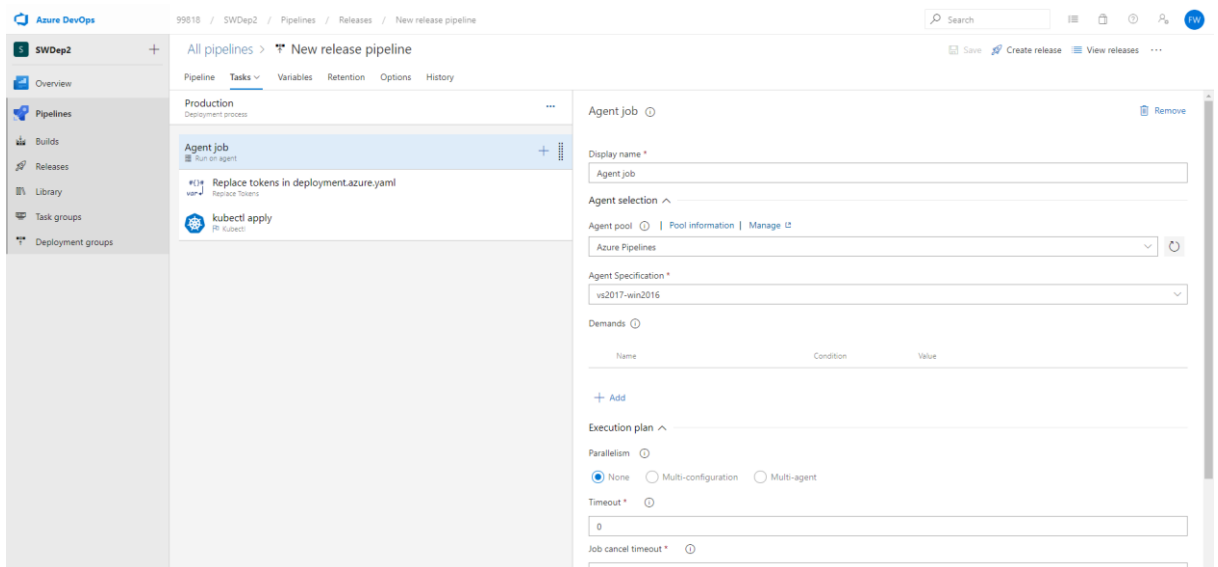 Azure DevOps
99818 / SWDep2 / Pipelines / Releases / New release pipeline
Search
FW
S SWDep2
All pipelines > New release pipeline
Save Create release View releases ...
Overview
Pipelines
Builds
Releases
Library
Task groups
Deployment groups
Pipeline Tasks Variables Retention Options History
Production
Deployment process
...
Agent job
Run on agent
Replace tokens in deployment.azure.yaml
Replace Tokens
kubectl apply
Kubectl
Agent job
Remove
Display name *
Agent job
Agent selection
Agent pool | Pool information | Manage
Azure Pipelines
Agent Specification *
vs2017-win2016
Demands
Name Condition Value
+ Add
Execution plan
Parallelism
None Multi-configuration Multi-agent
Timeout *
0
Job cancel timeout *